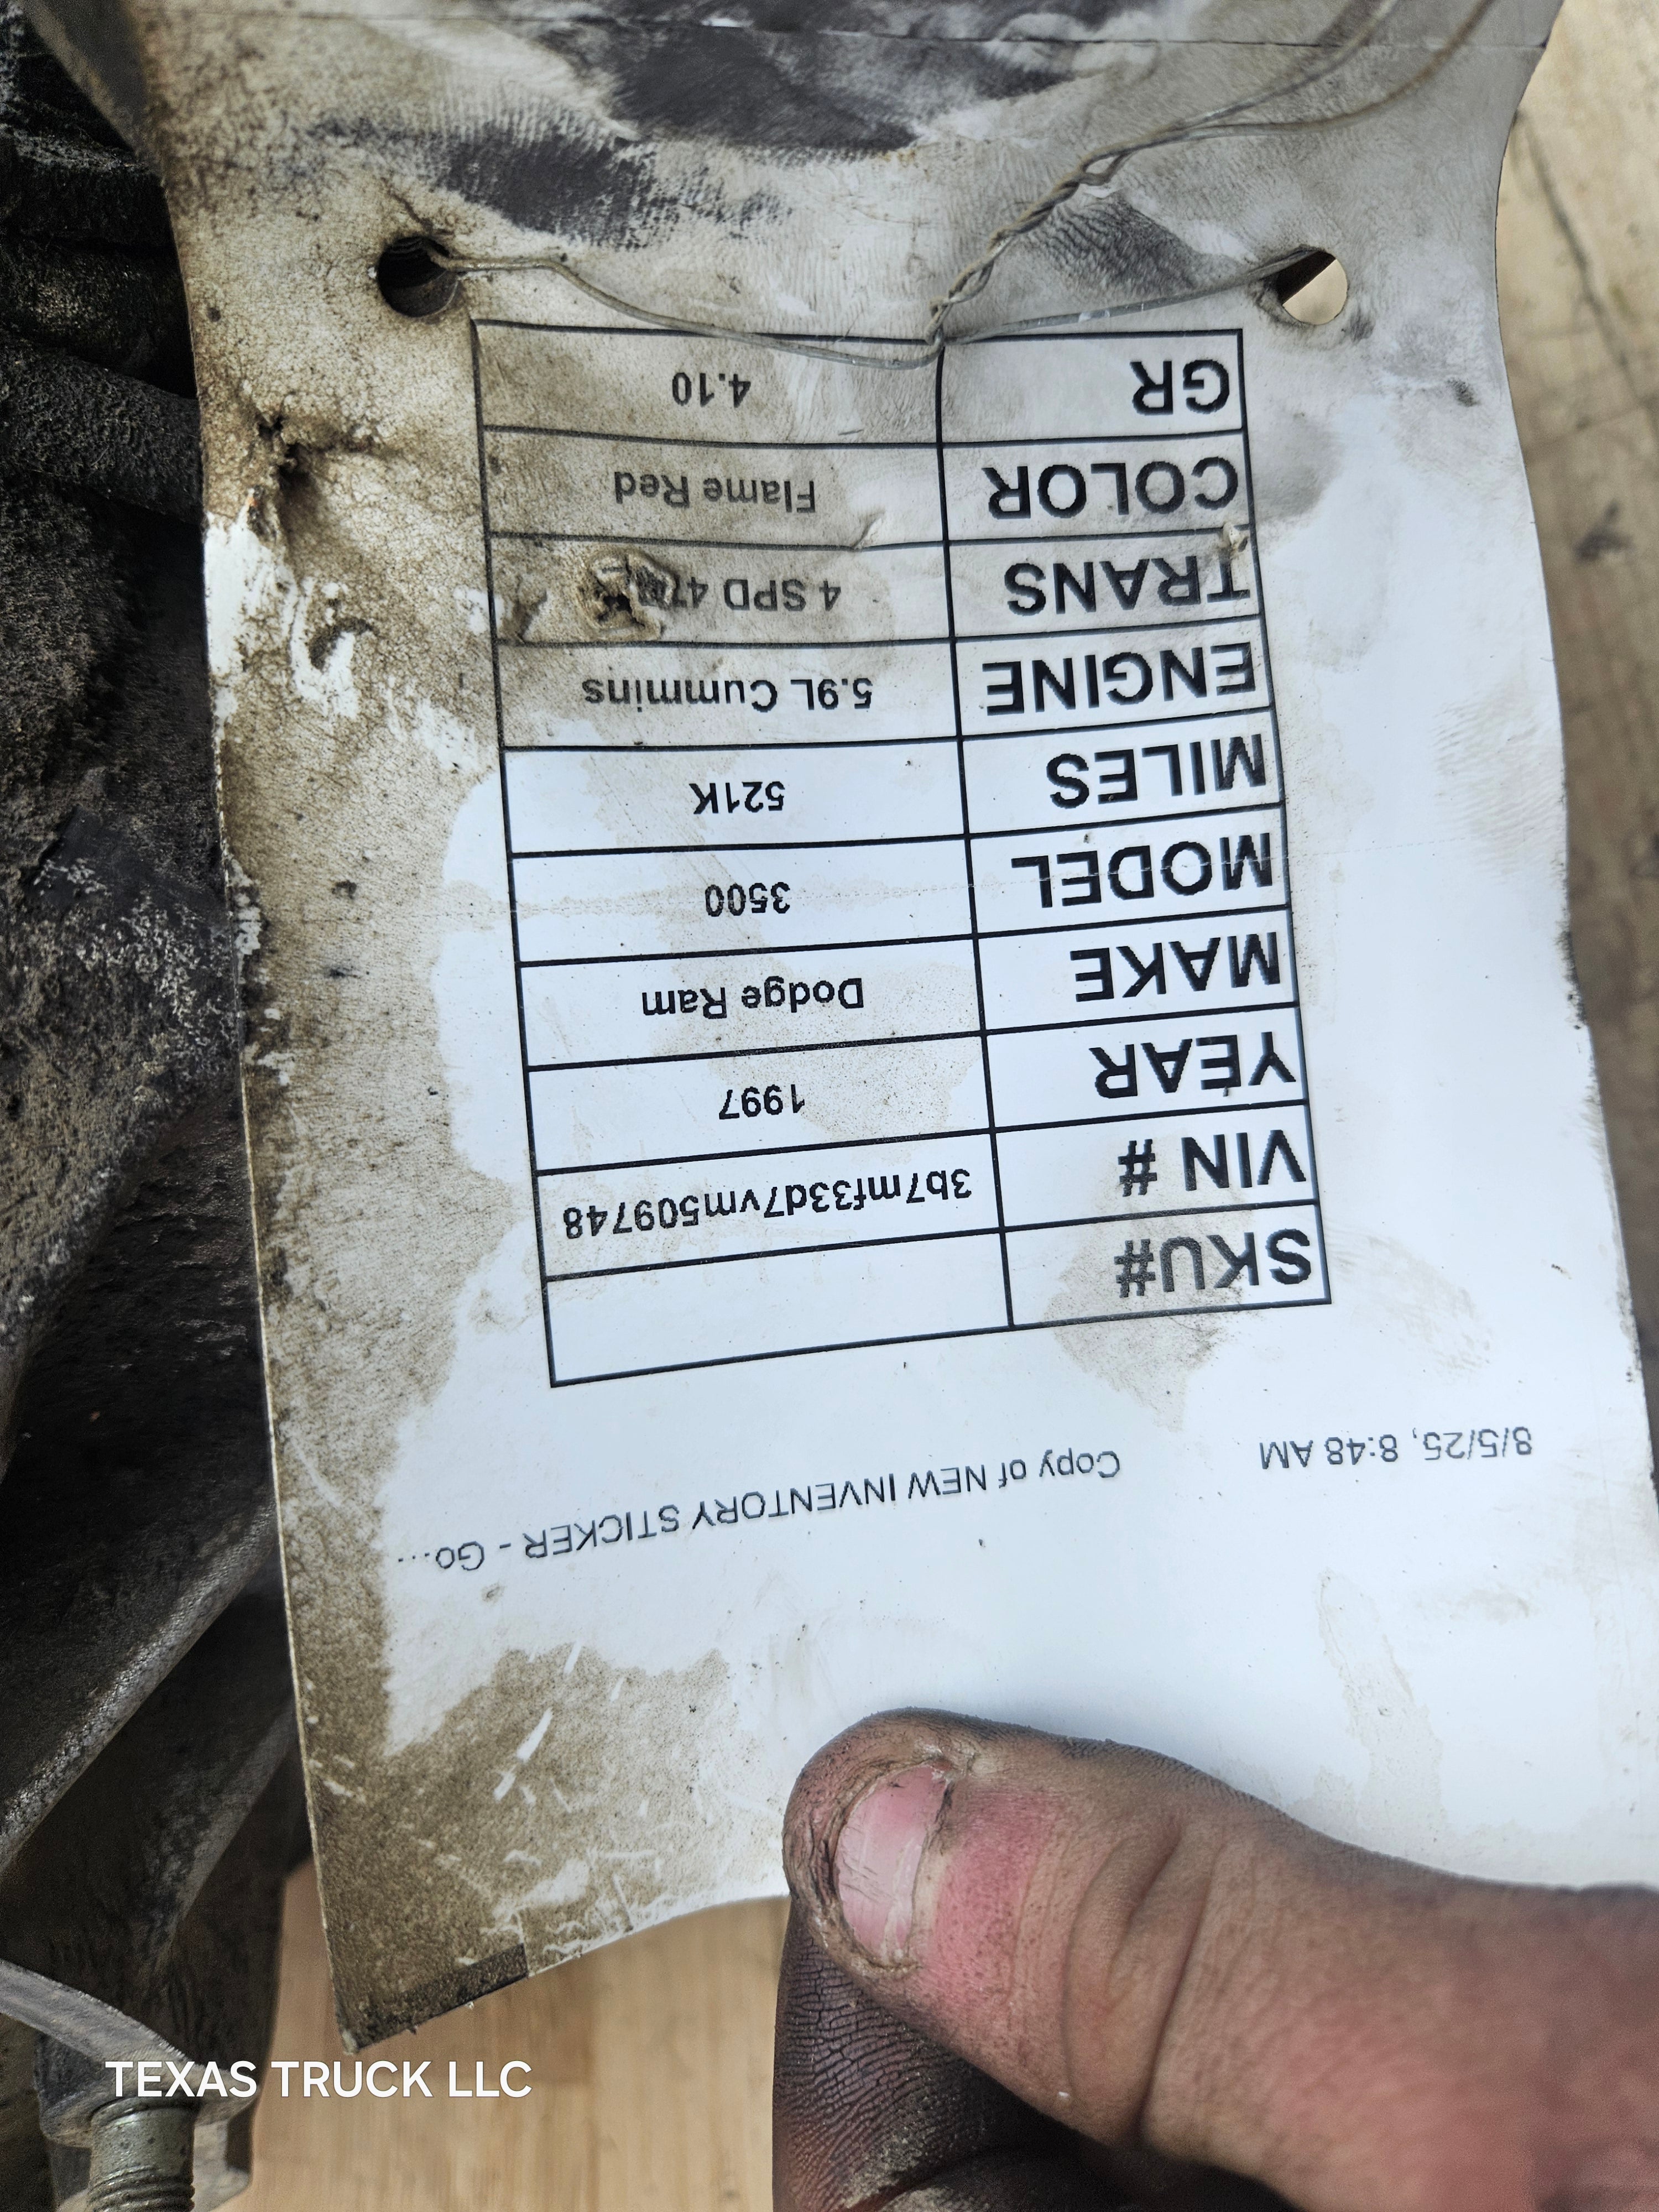 8/5/25, 8:48 AM Copy of NEW INVENTORY STICKER - Go...
SKU#
VIN # 3b7mf33d7vm509748
YEAR 1997
MAKE Dodge Ram
MODEL 3500
MILES 521K
ENGINE 5.9L Cummins
TRANS 4 SPD
COLOR Flame Red
GR 4.10
TEXAS TRUCK LLC